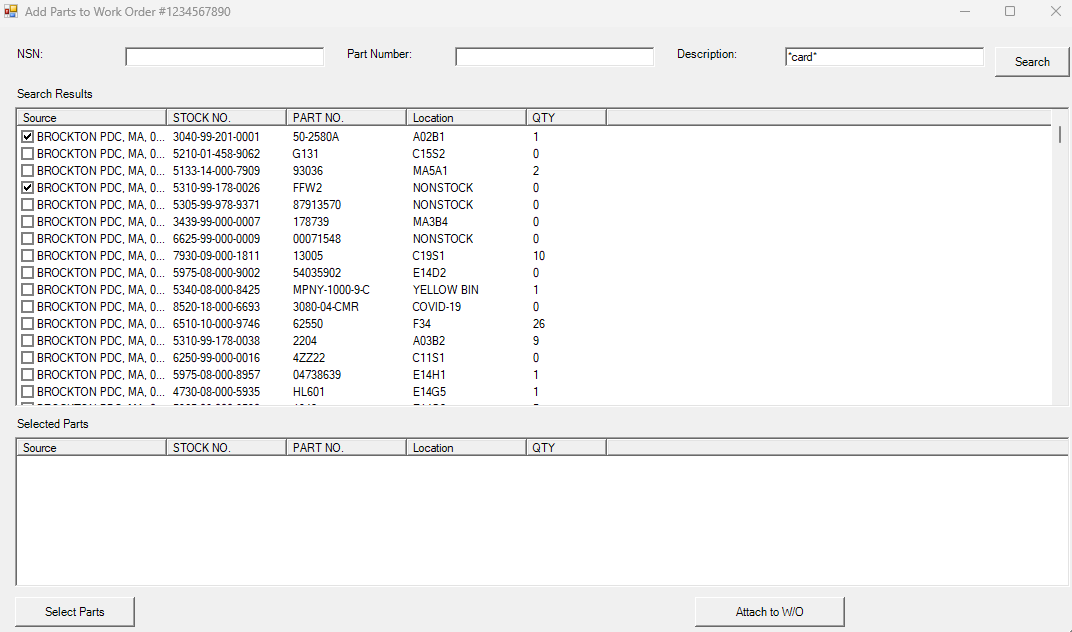 Add Parts to Work Order #1234567890
NSN: Part Number: Description: *card* Search
Search Results
Source STOCK NO. PART NO. Location QTY
BROCKTON PDC, MA, 0... 3040-99-201-0001 50-2580A A02B1 1
BROCKTON PDC, MA, 0... 5210-01-458-9062 G131 C15S2 0
BROCKTON PDC, MA, 0... 5133-14-000-7909 93036 MA5A1 2
BROCKTON PDC, MA, 0... 5310-99-178-0026 FFW2 NONSTOCK 0
BROCKTON PDC, MA, 0... 5305-99-978-9371 87913570 NONSTOCK 0
BROCKTON PDC, MA, 0... 3439-99-000-0007 178739 MA3B4 0
BROCKTON PDC, MA, 0... 6625-99-000-0009 00071548 NONSTOCK 0
BROCKTON PDC, MA, 0... 7930-09-000-1811 13005 C19S1 10
BROCKTON PDC, MA, 0... 5975-08-000-9002 54035902 E14D2 0
BROCKTON PDC, MA, 0... 5340-08-000-8425 MPNY-1000-9-C YELLOW BIN 1
BROCKTON PDC, MA, 0... 8520-18-000-6693 3080-04-CMR COVID-19 0
BROCKTON PDC, MA, 0... 6510-10-000-9746 62550 F34 26
BROCKTON PDC, MA, 0... 5310-99-178-0038 2204 A03B2 9
BROCKTON PDC, MA, 0... 6250-99-000-0016 4ZZ22 C11S1 0
BROCKTON PDC, MA, 0... 5975-08-000-8957 04738639 E14H1 1
BROCKTON PDC, MA, 0... 4730-08-000-5935 HL601 E14G5 1
Selected Parts
Source STOCK NO. PART NO. Location QTY
Select Parts Attach to W/O